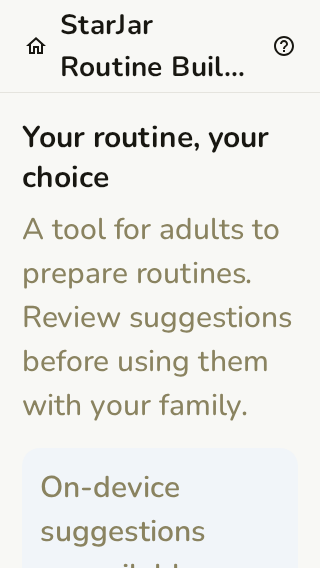 StarJar
Routine Buil...
Your routine, your
choice
A tool for adults to
prepare routines.
Review suggestions
before using them
with your family.
On-device
suggestions